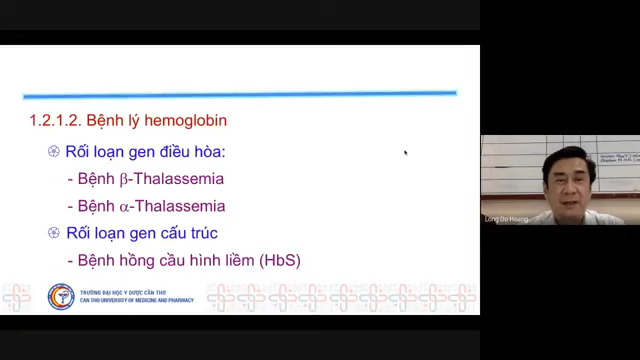 1.2.1.2. Bệnh lý hemoglobin
Rối loạn gen điều hòa:
- Bệnh β-Thalassemia
- Bệnh α-Thalassemia
Rối loạn gen cấu trúc
- Bệnh hồng cầu hình liềm (HbS)
TRƯỜNG ĐẠI HỌC Y DƯỢC CẦN THƠ
CAN THO UNIVERSITY OF MEDICINE AND PHARMACY
Long Do Hoang